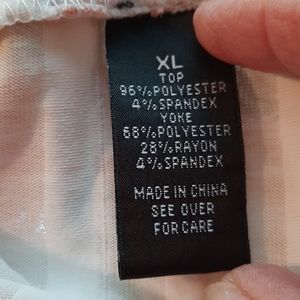 XL
TOP
96%POLYESTER
4%SPANDEX
YOKE
68%POLYESTER
28%RAYON
4%SPANDEX
MADE IN CHINA
SEE OVER
FOR CARE